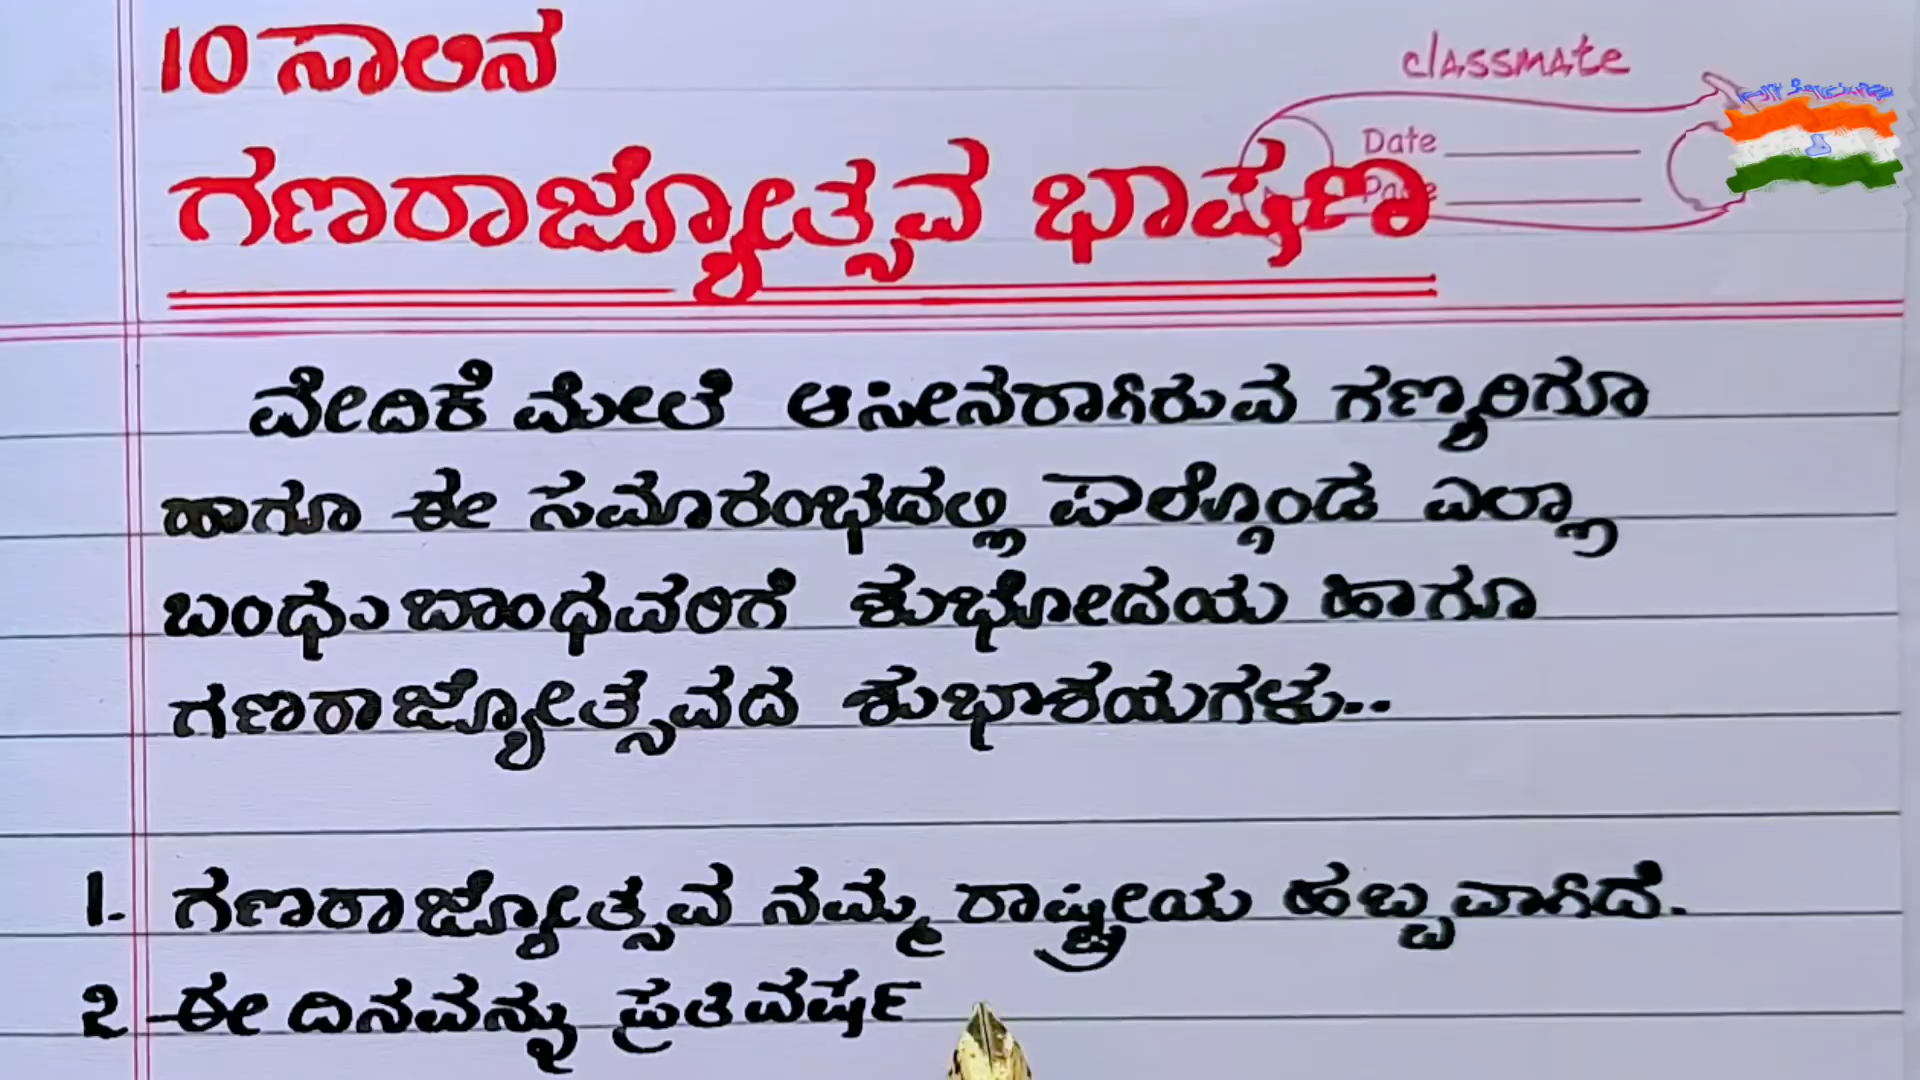 10 ಸಾಲಿನ
classmate
Date
Page
ಗಣರಾಜ್ಯೋತ್ಸವ ಭಾಷಣ
ವೇದಿಕೆ ಮೇಲೆ ಆಸೀನರಾಗಿರುವ ಗಣ್ಯರಿಗೂ
ಹಾಗೂ ಈ ಸಮಾರಂಭದಲ್ಲಿ ಪಾಲ್ಗೊಂಡ ಎಲ್ಲಾ
ಬಂಧು ಬಾಂಧವರಿಗೆ ಶುಭೋದಯ ಹಾಗೂ
ಗಣರಾಜ್ಯೋತ್ಸವದ ಶುಭಾಶಯಗಳು..
1. ಗಣರಾಜ್ಯೋತ್ಸವ ನಮ್ಮ ರಾಷ್ಟ್ರೀಯ ಹಬ್ಬವಾಗಿದೆ.
2 ಈ ದಿನವನ್ನು ಪ್ರತಿ ವರ್ಷ